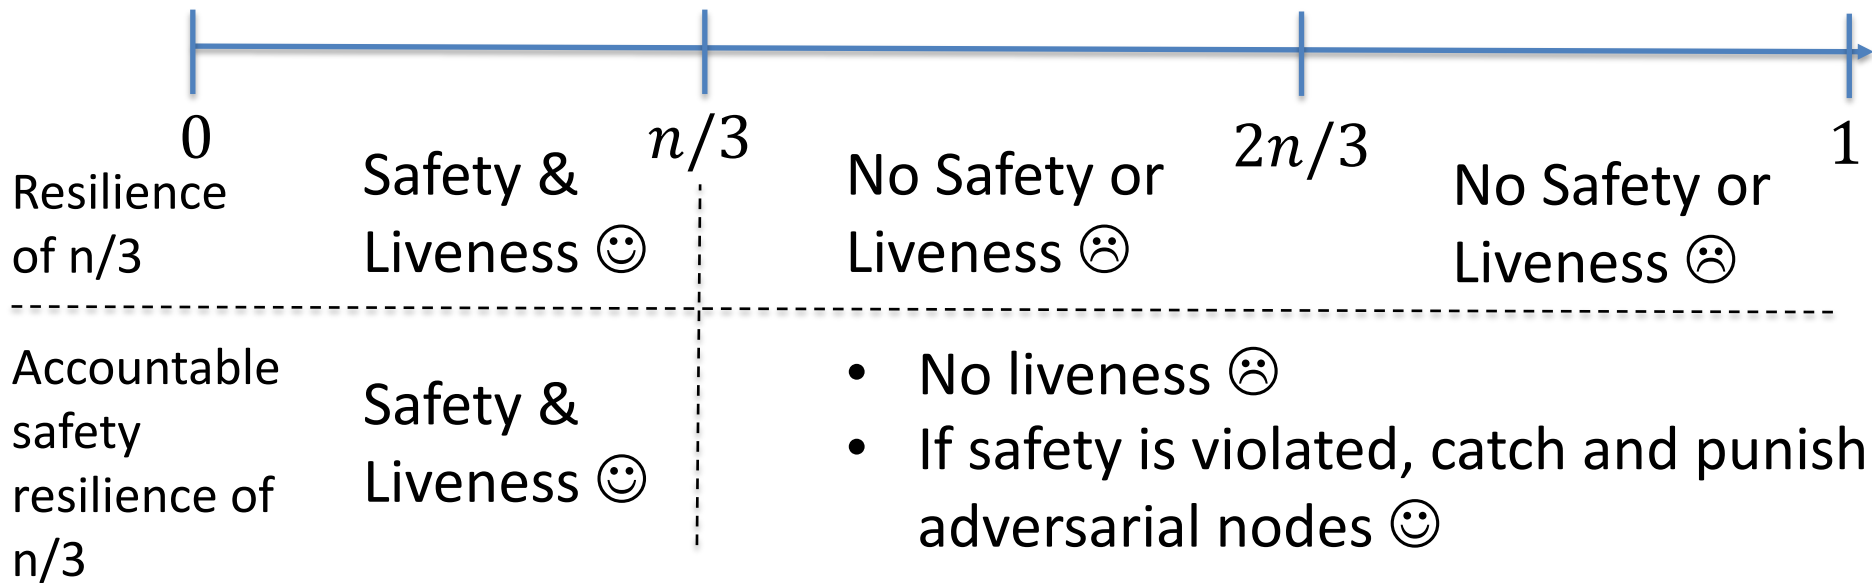 0
n/3
2n/3
1
Resilience
of n/3
Safety &
Liveness ☺
No Safety or
Liveness ☹
No Safety or
Liveness ☹
Accountable
safety
resilience of
n/3
Safety &
Liveness ☺
• No liveness ☹
• If safety is violated, catch and punish
adversarial nodes ☺